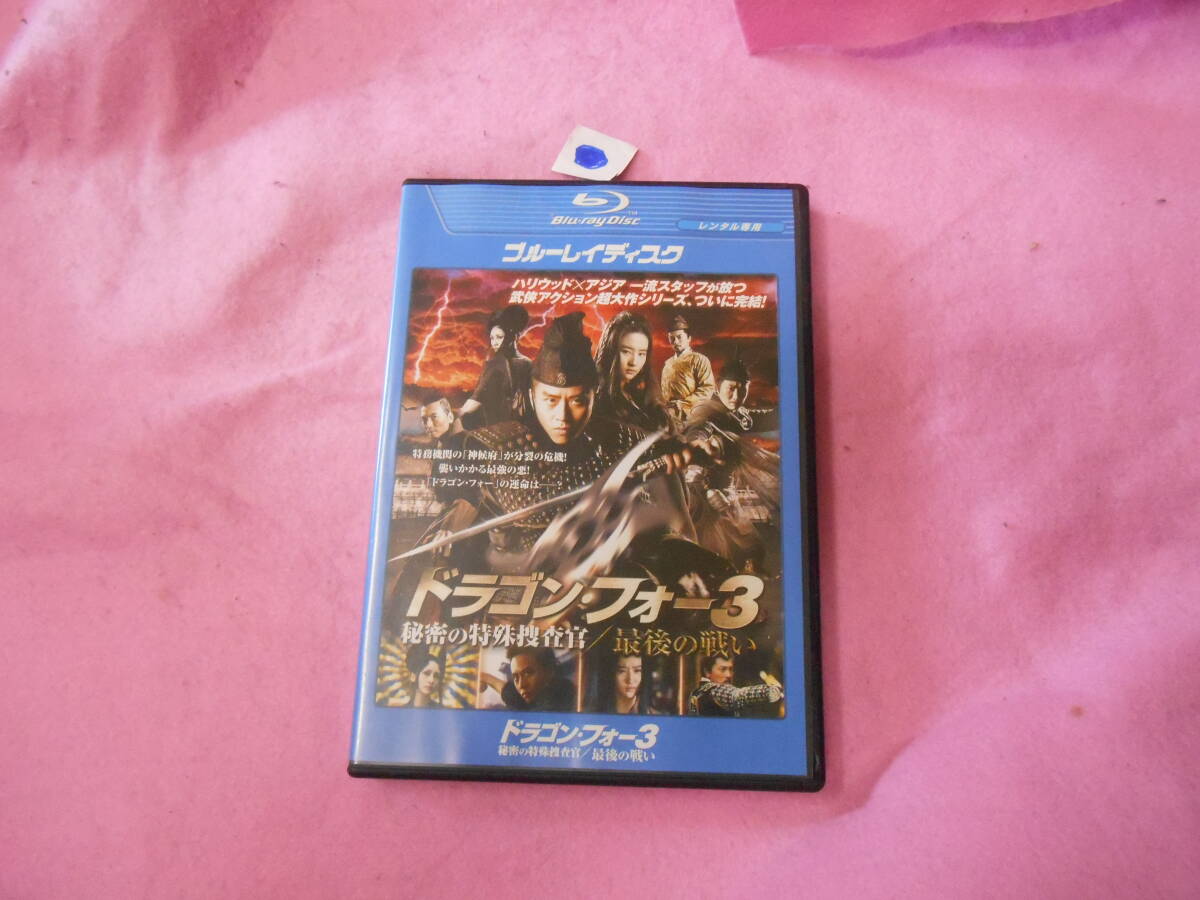 Blu-ray Disc
TM
レンタル専用
ブルーレイディスク
ハリウッド×アジア 一流スタッフが放つ
武侠アクション超大作シリーズ、ついに完結!
特務機関の「神候府」が分裂の危機!
襲いかかる最強の悪!
「ドラゴン・フォー」の運命は──?
ドラゴン・フォー3
秘密の特殊捜査官/最後の戦い
ドラゴン・フォー3
秘密の特殊捜査官/最後の戦い